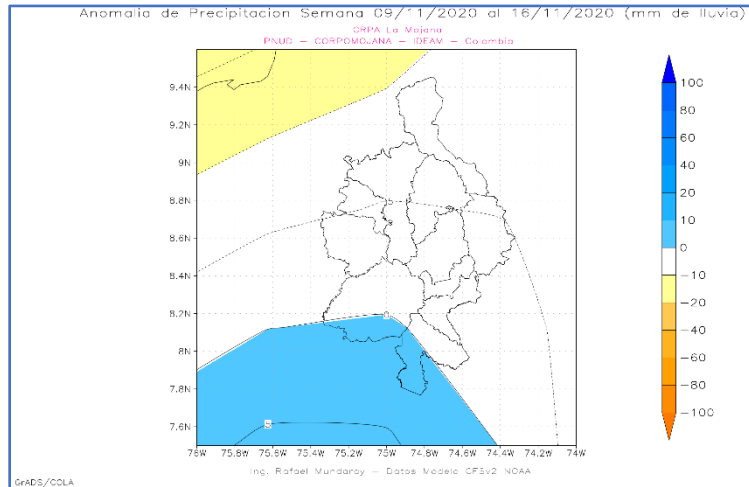 Anomalia de Precipitacion Semana 09/11/2020 al 16/11/2020 (mm de lluvia)
ORPA La Mojana
PNUD – CORPOMOJANA – IDEAM – Colombia
9.4N
9.2N
9N
8.8N
8.6N
8.4N
8.2N
8N
7.8N
7.6N
76W 75.8W 75.6W 75.4W 75.2W 75W 74.8W 74.6W 74.4W 74.2W 74W
100
80
60
40
20
10
0
−10
−20
−40
−60
−80
−100
Ing. Rafael Mundaray – Datos Modelo CFSv2 NOAA
GrADS/COLA